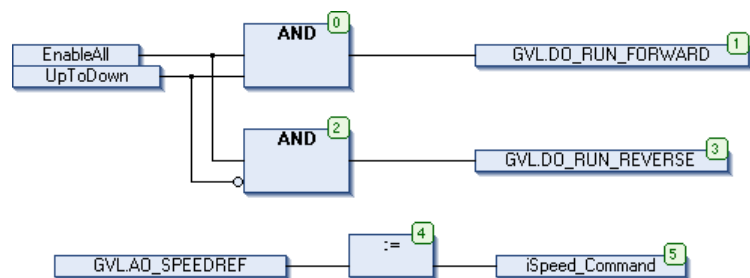 AND 0
EnableAll
UpToDown
GVL.DO_RUN_FORWARD 1
AND 2
GVL.DO_RUN_REVERSE 3
:= 4
GVL.AO_SPEEDREF
iSpeed_Command 5